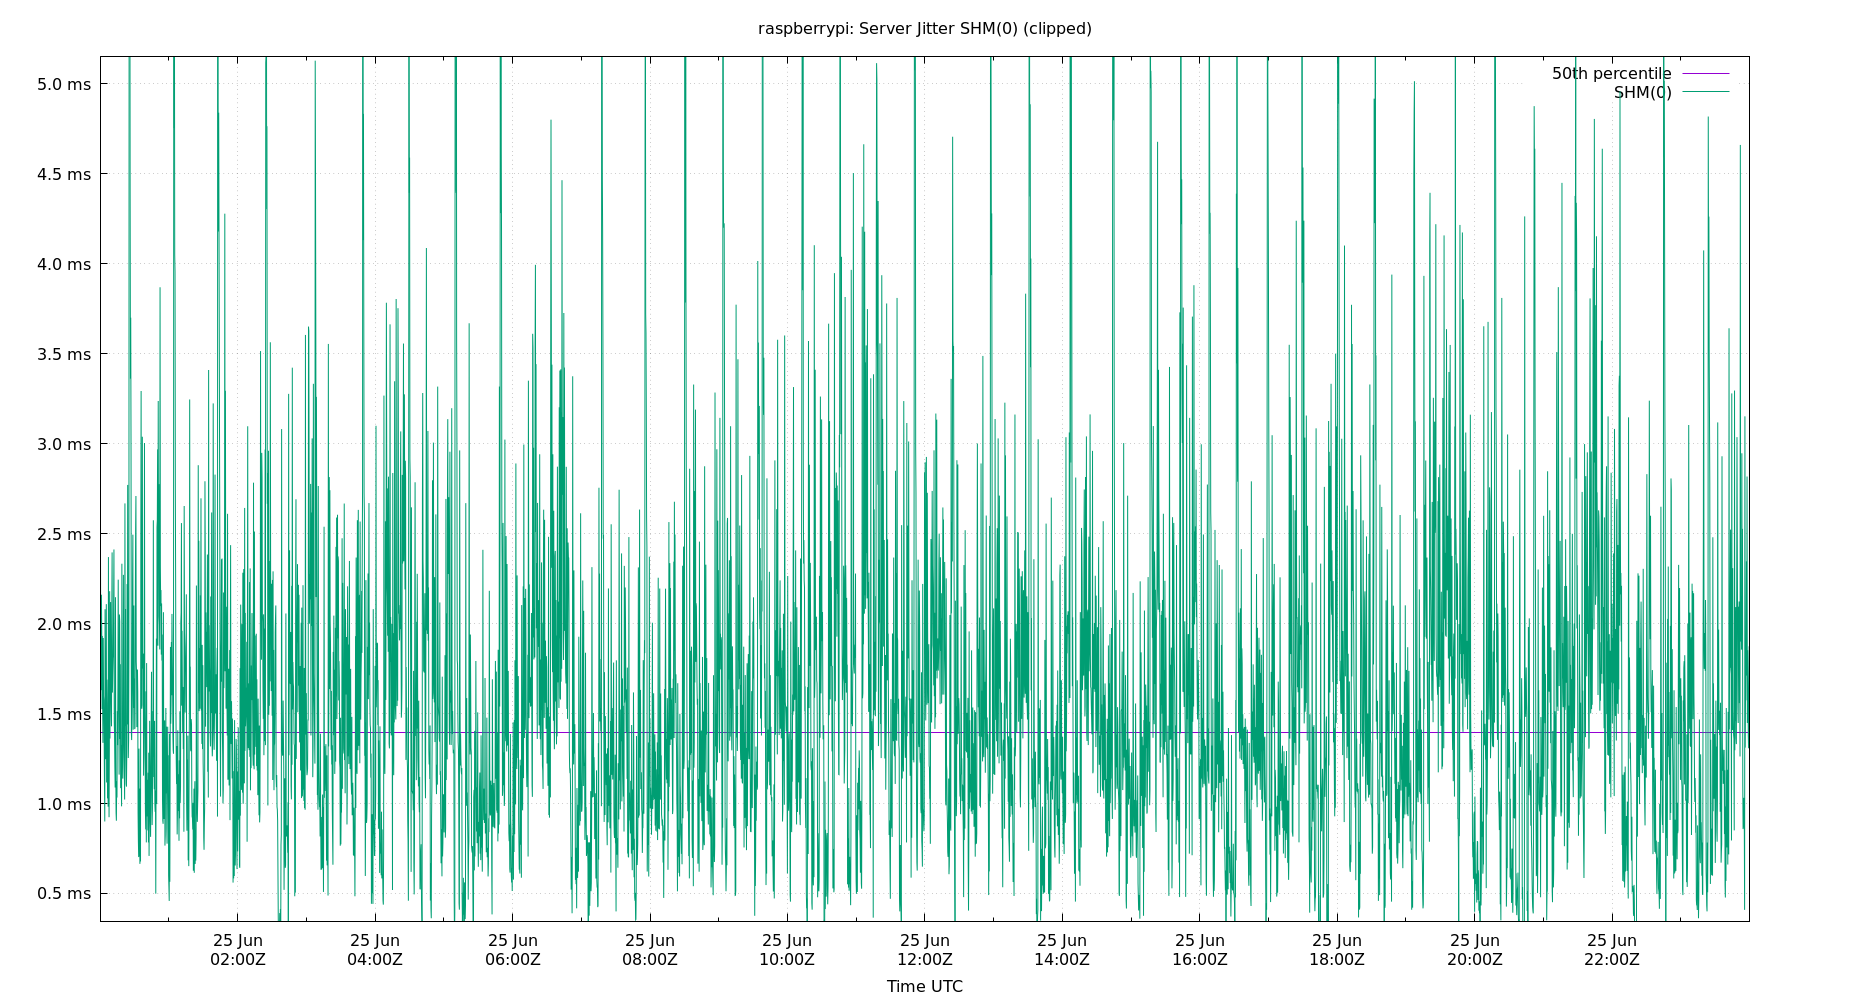 raspberrypi: Server Jitter SHM(0) (clipped)
50th percentile
SHM(0)
5.0 ms
4.5 ms
4.0 ms
3.5 ms
3.0 ms
2.5 ms
2.0 ms
1.5 ms
1.0 ms
0.5 ms
25 Jun 25 Jun 25 Jun 25 Jun 25 Jun 25 Jun 25 Jun 25 Jun 25 Jun 25 Jun 25 Jun
02:00Z 04:00Z 06:00Z 08:00Z 10:00Z 12:00Z 14:00Z 16:00Z 18:00Z 20:00Z 22:00Z
Time UTC